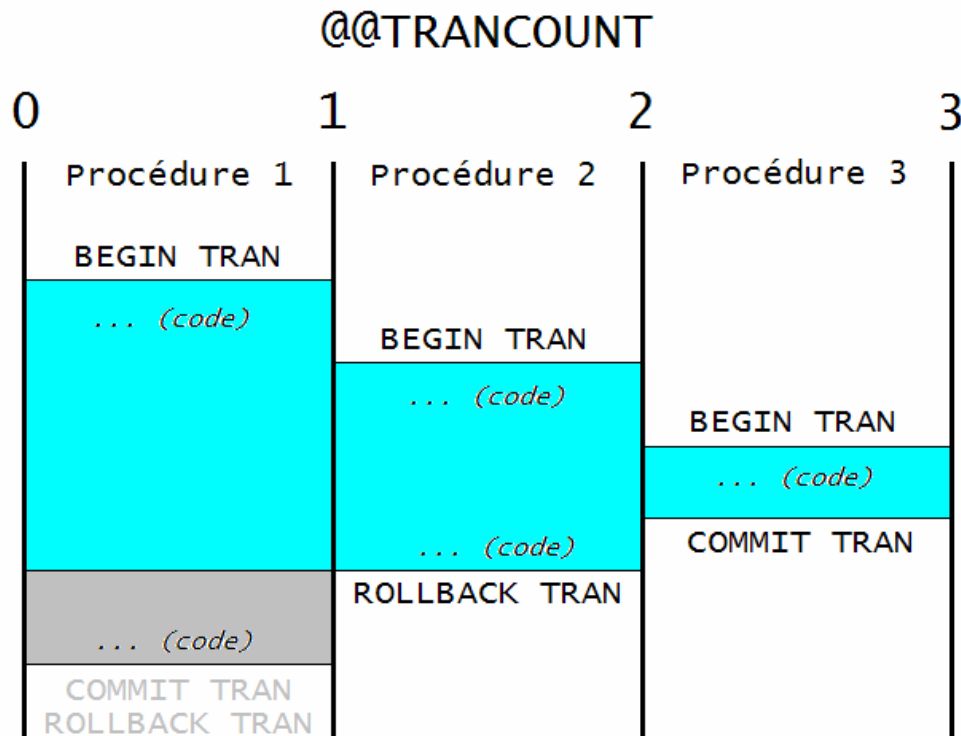 @@TRANCOUNT
0 1 2 3
Procédure 1 Procédure 2 Procédure 3
BEGIN TRAN
... (code)
BEGIN TRAN
... (code)
BEGIN TRAN
... (code)
COMMIT TRAN
... (code)
ROLLBACK TRAN
... (code)
COMMIT TRAN
ROLLBACK TRAN